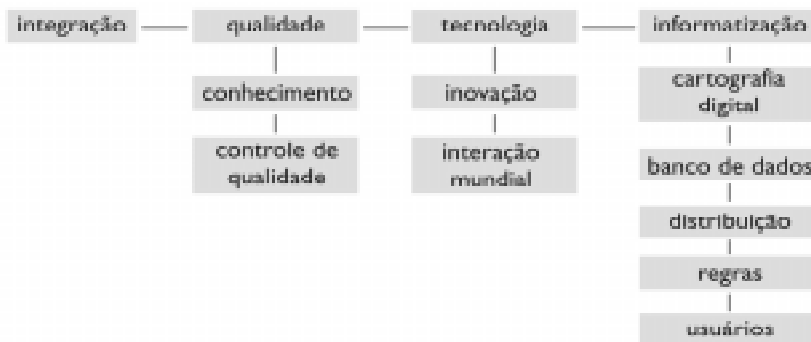 integração
qualidade
tecnologia
informatização
conhecimento
controle de
qualidade
inovação
interação
mundial
cartografia
digital
banco de dados
distribuição
regras
usuários